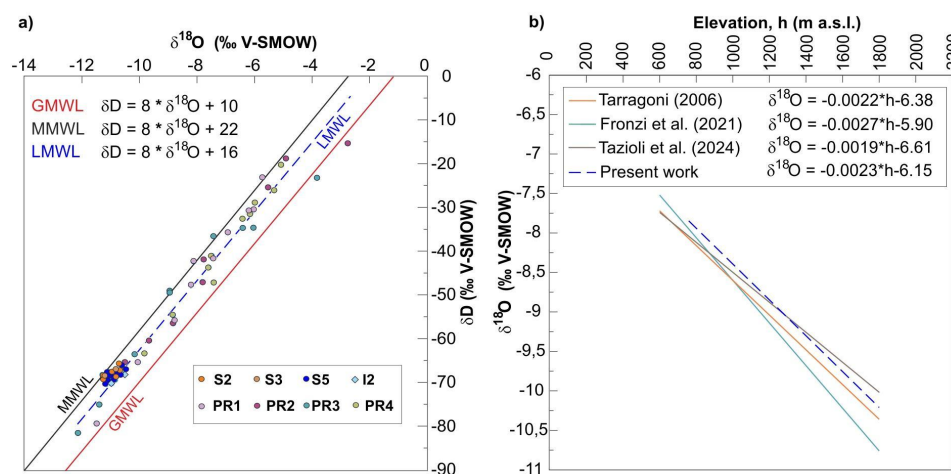 a)
δ18O (‰ V-SMOW)
-14 -12 -10 -8 -6 -4 -2 0
GMWL δD = 8 * δ18O + 10
MMWL δD = 8 * δ18O + 22
LMWL δD = 8 * δ18O + 16
LMWL
MMWL
GMWL
0
-10
-20
-30
-40
-50
-60
-70
-80
-90
δD (‰ V-SMOW)
S2 S3 S5 I2
PR1 PR2 PR3 PR4
b)
Elevation, h (m a.s.l.)
0 200 400 600 800 1000 1200 1400 1600 1800 2000
Tarragoni (2006) δ18O = -0.0022*h-6.38
Fronzi et al. (2021) δ18O = -0.0027*h-5.90
Tazioli et al. (2024) δ18O = -0.0019*h-6.61
Present work δ18O = -0.0023*h-6.15
-6
-6,5
-7
-7,5
-8
-8,5
-9
-9,5
-10
-10,5
-11
δ18O (‰ V-SMOW)